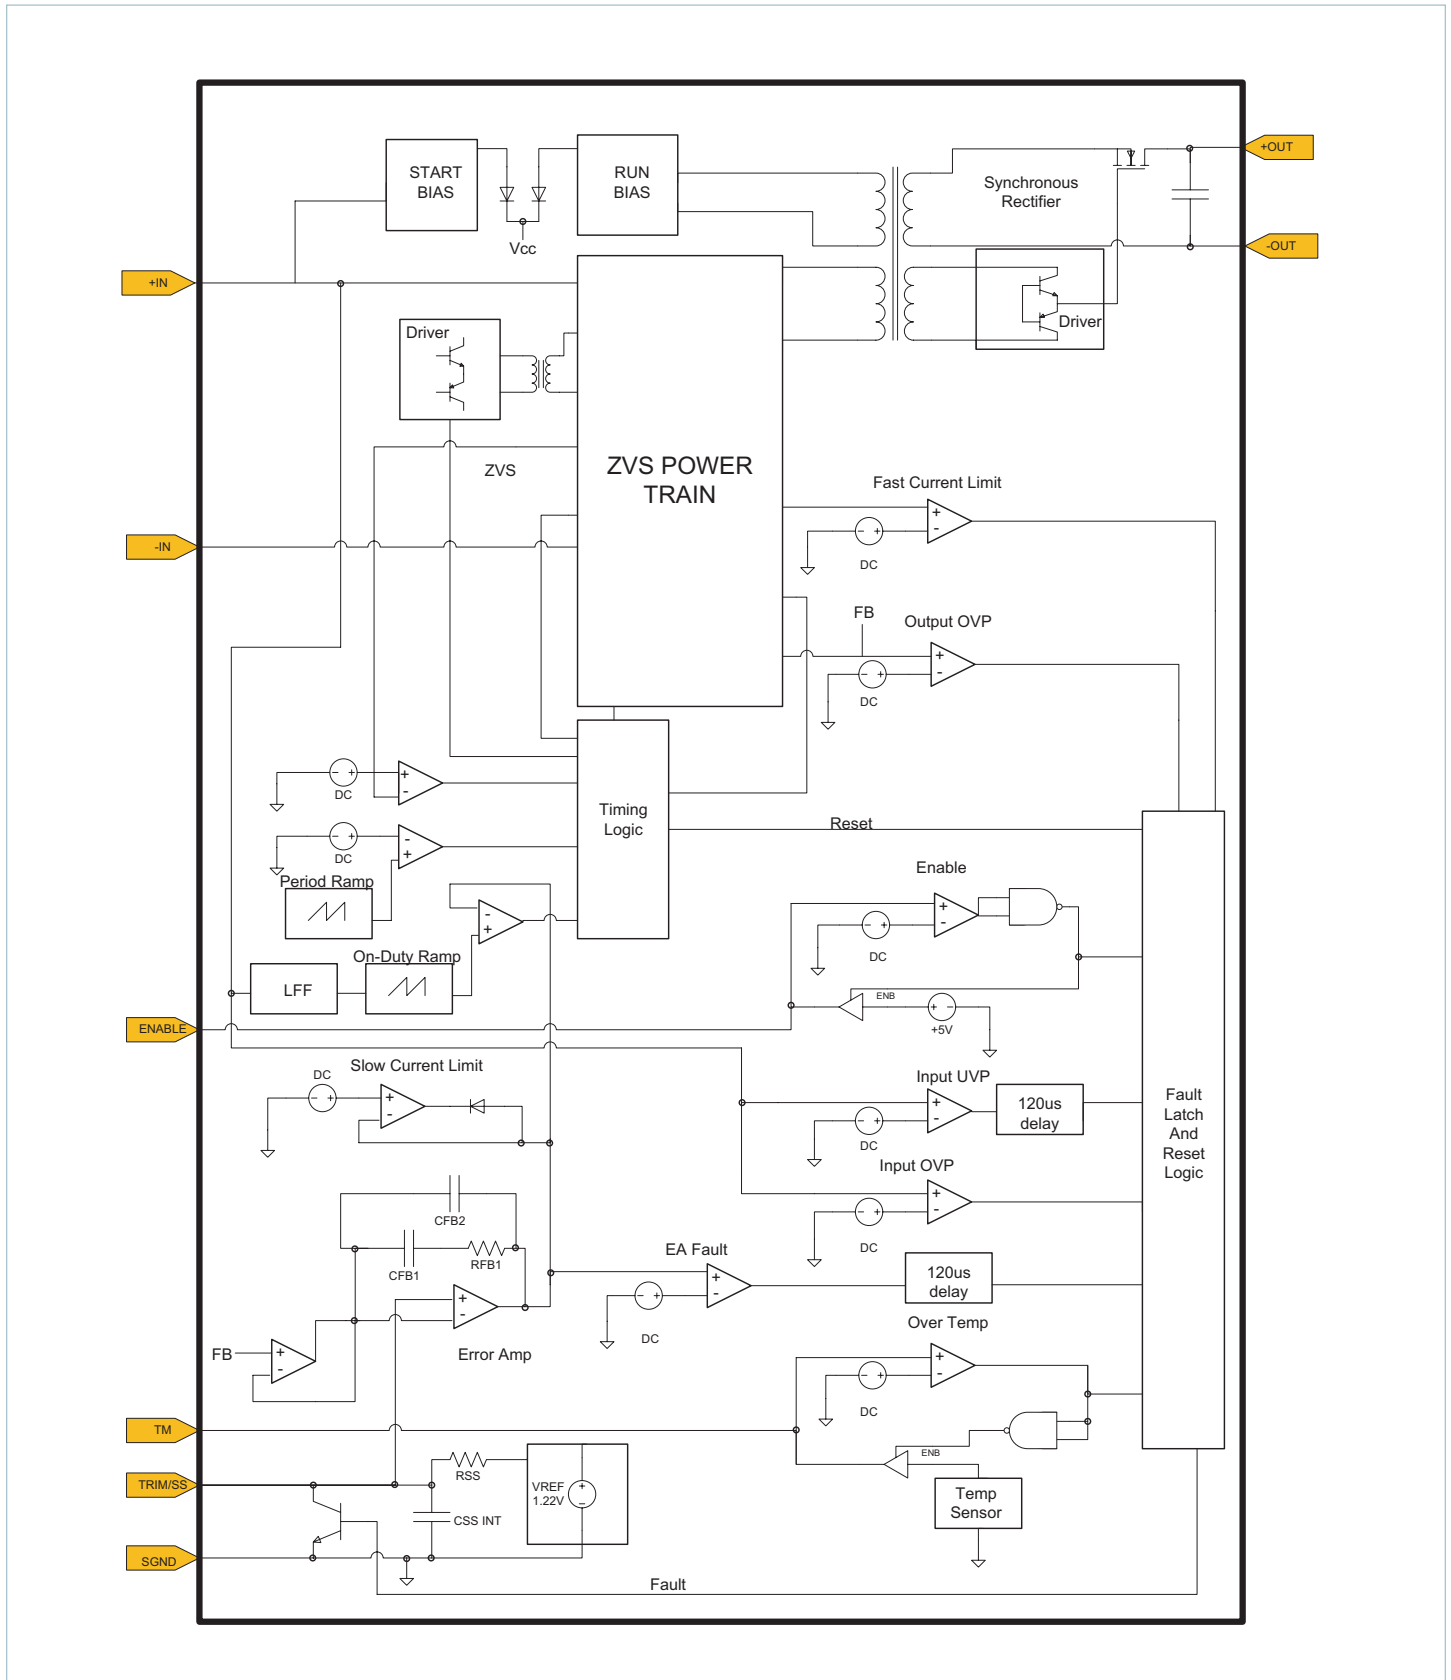 START
BIAS
RUN
BIAS
Vcc
Synchronous
Rectifier
+OUT
-OUT
+IN
Driver
Driver
ZVS
ZVS POWER
TRAIN
Fast Current Limit
+
-
- +
DC
-IN
FB
Output OVP
+
-
- +
DC
- +
DC
+
-
Timing
Logic
- +
DC
-
+
Reset
Period Ramp
Enable
+
-
- +
DC
-
+
On-Duty Ramp
LFF
ENB
+ -
+5V
ENABLE
Slow Current Limit
DC
- +
+
-
Input UVP
+
-
- +
DC
120us
delay
Fault
Latch
And
Reset
Logic
Input OVP
+
-
- +
DC
CFB2
CFB1
RFB1
EA Fault
+
-
- +
DC
120us
delay
+
-
Error Amp
FB
+
-
Over Temp
+
-
- +
DC
TM
ENB
TRIM/SS
RSS
VREF
1.22V
+
-
CSS INT
Temp
Sensor
SGND
Fault